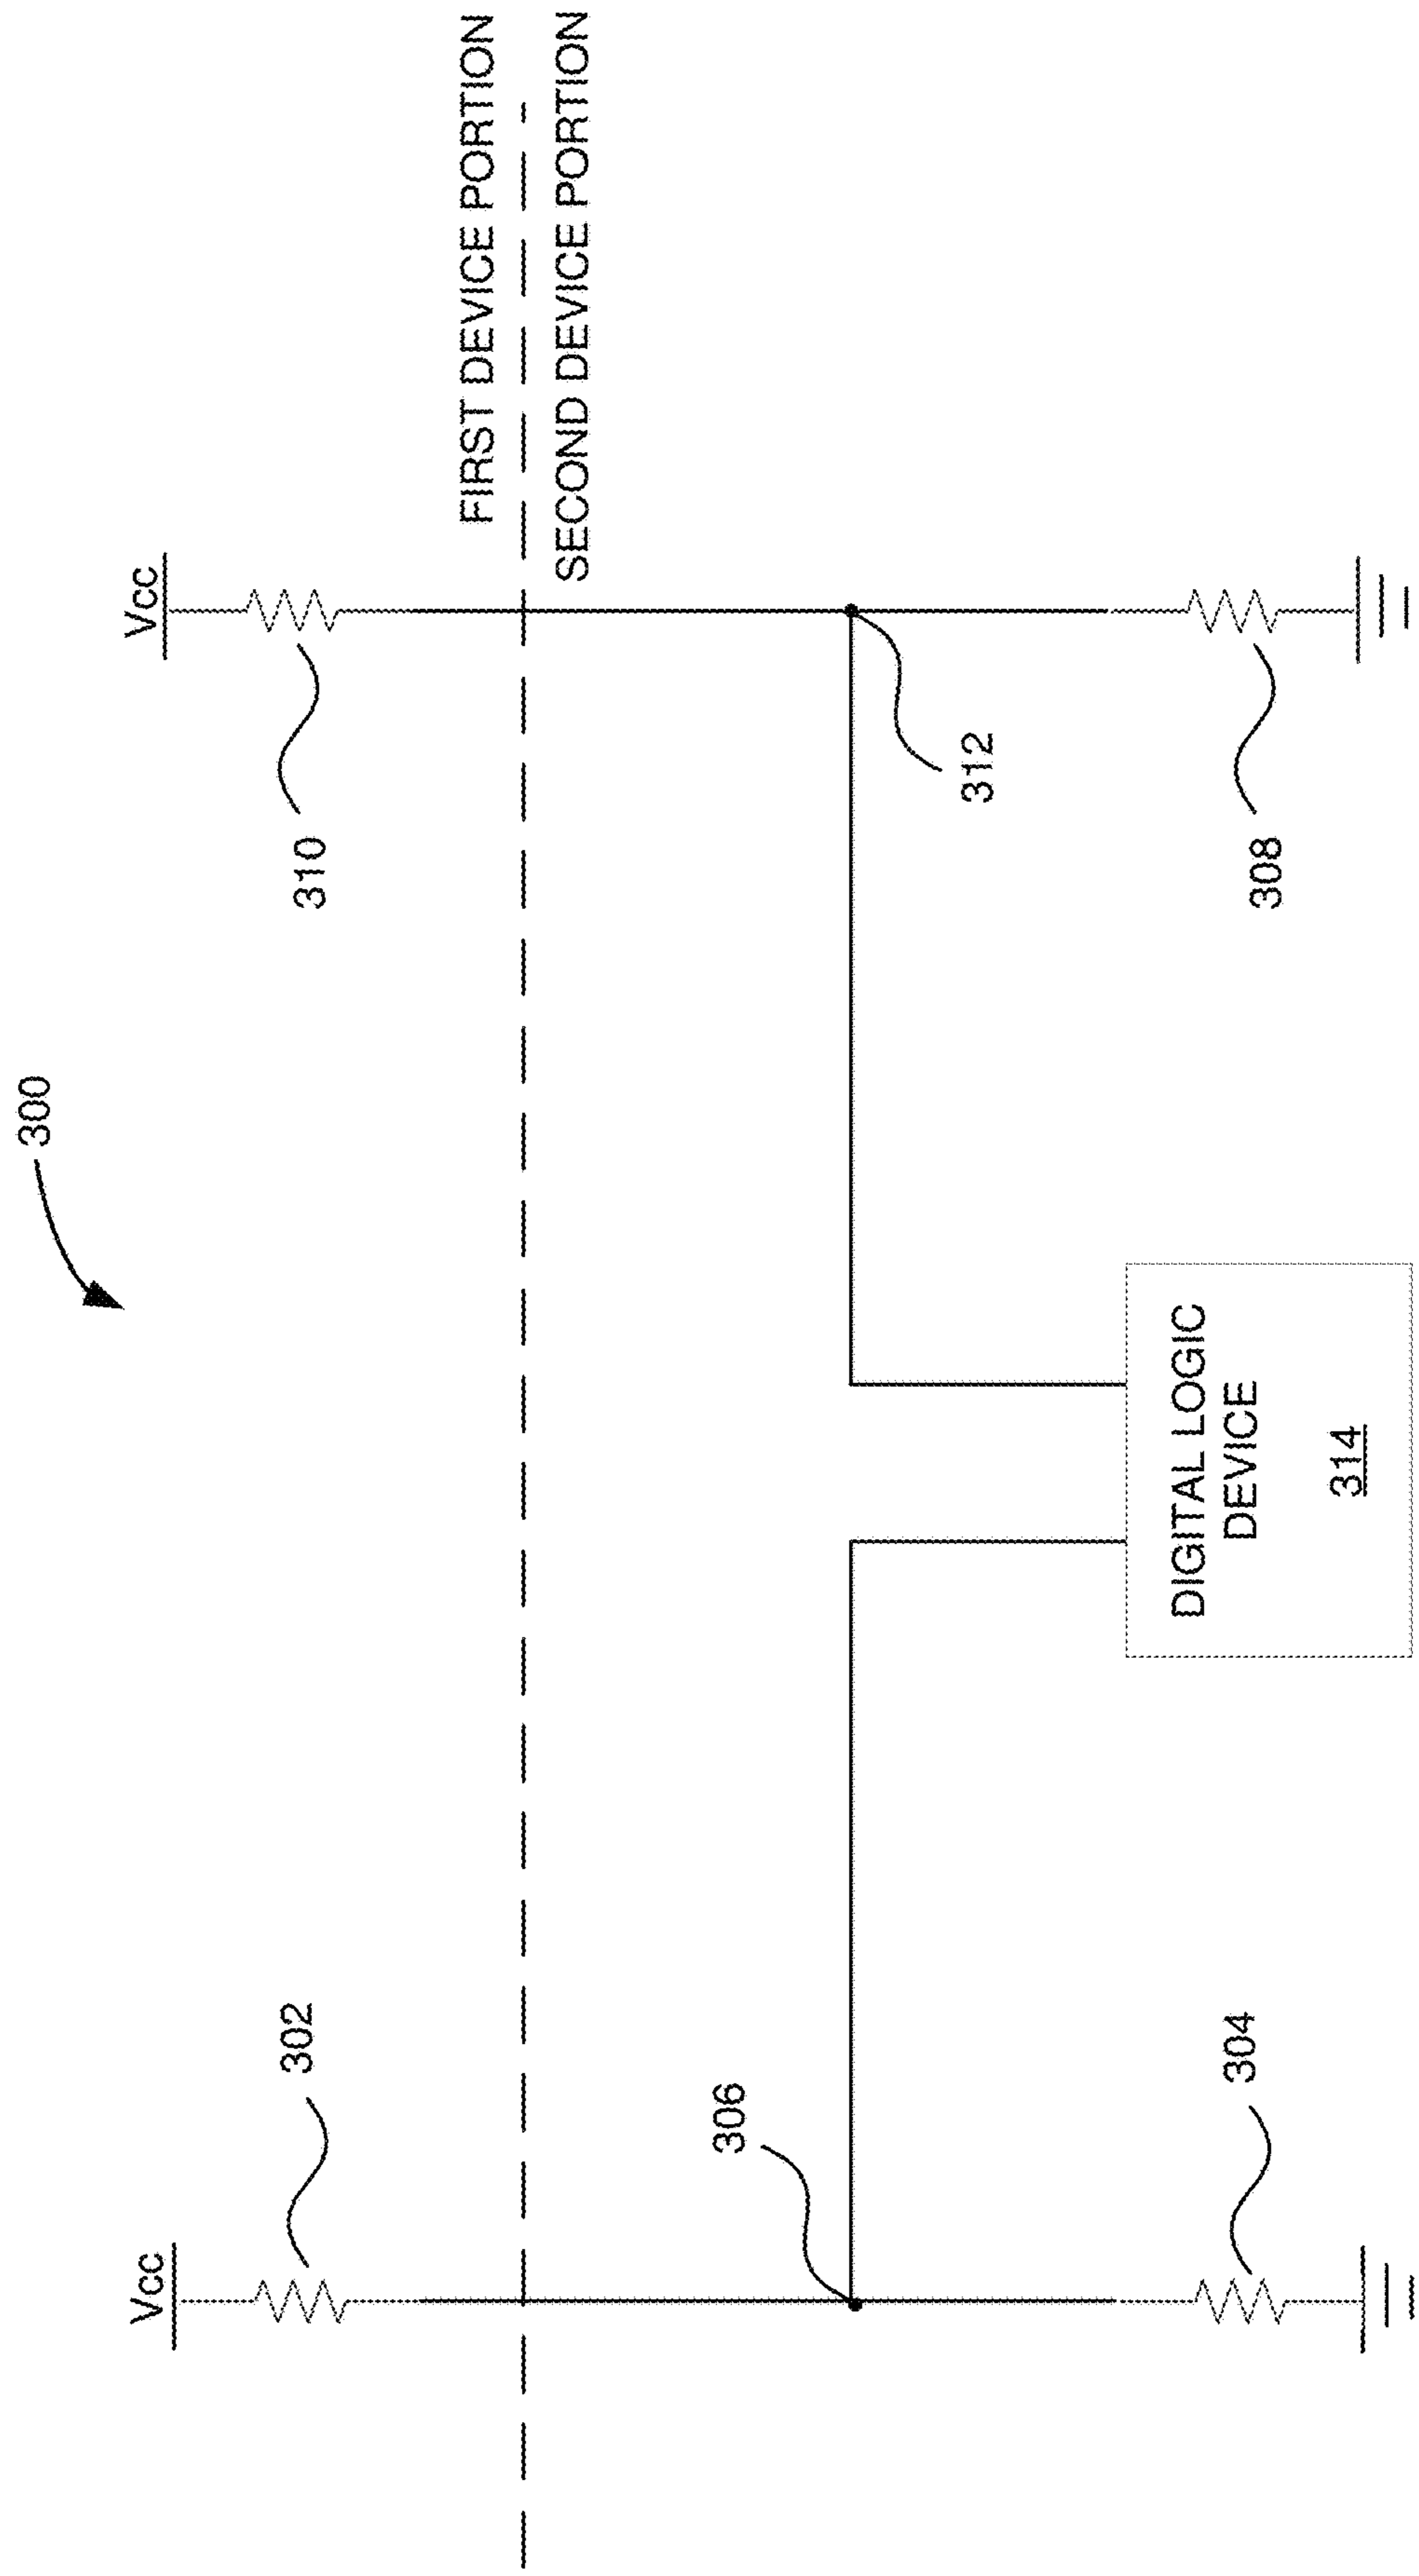 300
Vcc
Vcc
302
310
FIRST DEVICE PORTION
SECOND DEVICE PORTION
306
312
304
DIGITAL LOGIC
DEVICE
314
308